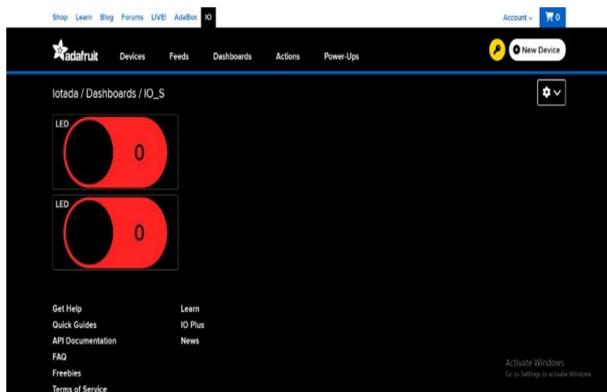 Shop Learn Blog Forums LIVE! AdaBox IO Account 0
adafruit Devices Feeds Dashboards Actions Power-Ups New Device
Iotada / Dashboards / IO_S
LED
0
LED
0
Get Help Learn
Quick Guides IO Plus
API Documentation News
FAQ
Freebies
Terms of Service
Activate Windows
Go to Settings to activate Windows.